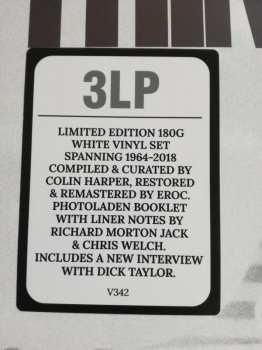 3LP
LIMITED EDITION 180G
WHITE VINYL SET
SPANNING 1964-2018
COMPILED & CURATED BY
COLIN HARPER, RESTORED
& REMASTERED BY EROC.
PHOTOLADEN BOOKLET
WITH LINER NOTES BY
RICHARD MORTON JACK
& CHRIS WELCH.
INCLUDES A NEW INTERVIEW
WITH DICK TAYLOR.
V342